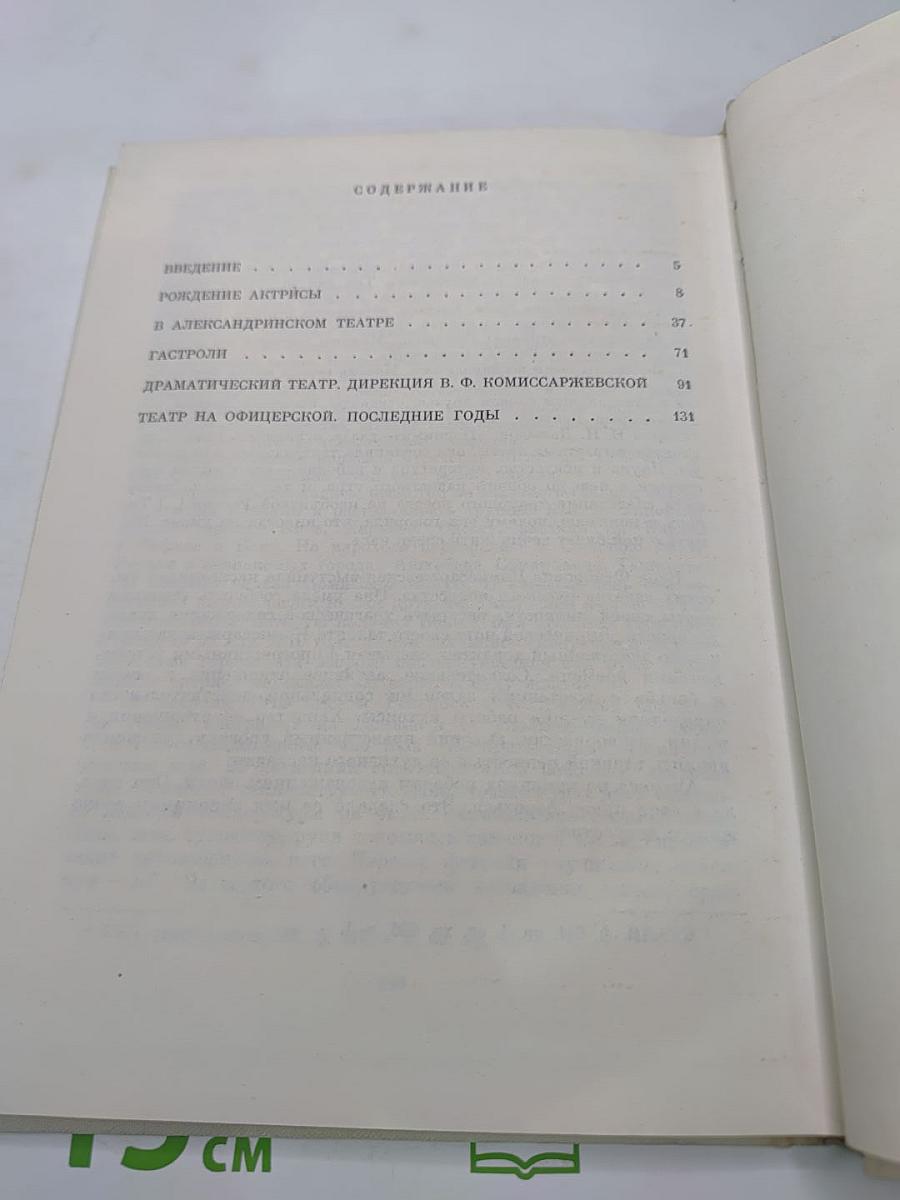 СОДЕРЖАНИЕ
ВВЕДЕНИЕ . . . . . . . . . . . . . . . . . . . . . . . . 5
РОЖДЕНИЕ АКТРИСЫ . . . . . . . . . . . . . . . . . . . 8
В АЛЕКСАНДРИНСКОМ ТЕАТРЕ . . . . . . . . . . . . . . 37
ГАСТРОЛИ . . . . . . . . . . . . . . . . . . . . . . . . 71
ДРАМАТИЧЕСКИЙ ТЕАТР. ДИРЕКЦИЯ В. Ф. КОМИССАРЖЕВСКОЙ 91
ТЕАТР НА ОФИЦЕРСКОЙ. ПОСЛЕДНИЕ ГОДЫ . . . . . . . . 131
см